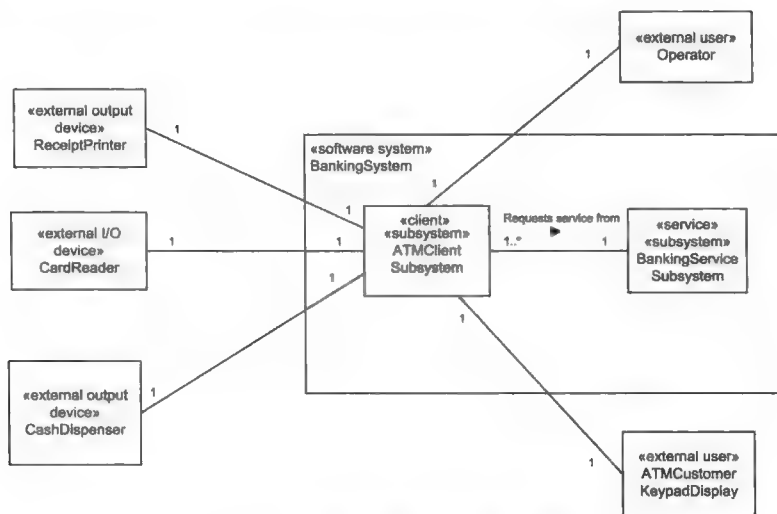 «external user»
Operator
1
1
«external output
device»
ReceiptPrinter
1
1
«software system»
BankingSystem
«external I/O
device»
CardReader
1
1
«client»
«subsystem»
ATMClient
Subsystem
Requests service from
1..*
1
«service»
«subsystem»
BankingService
Subsystem
1
1
«external output
device»
CashDispenser
1
1
«external user»
ATMCustomer
KeypadDisplay